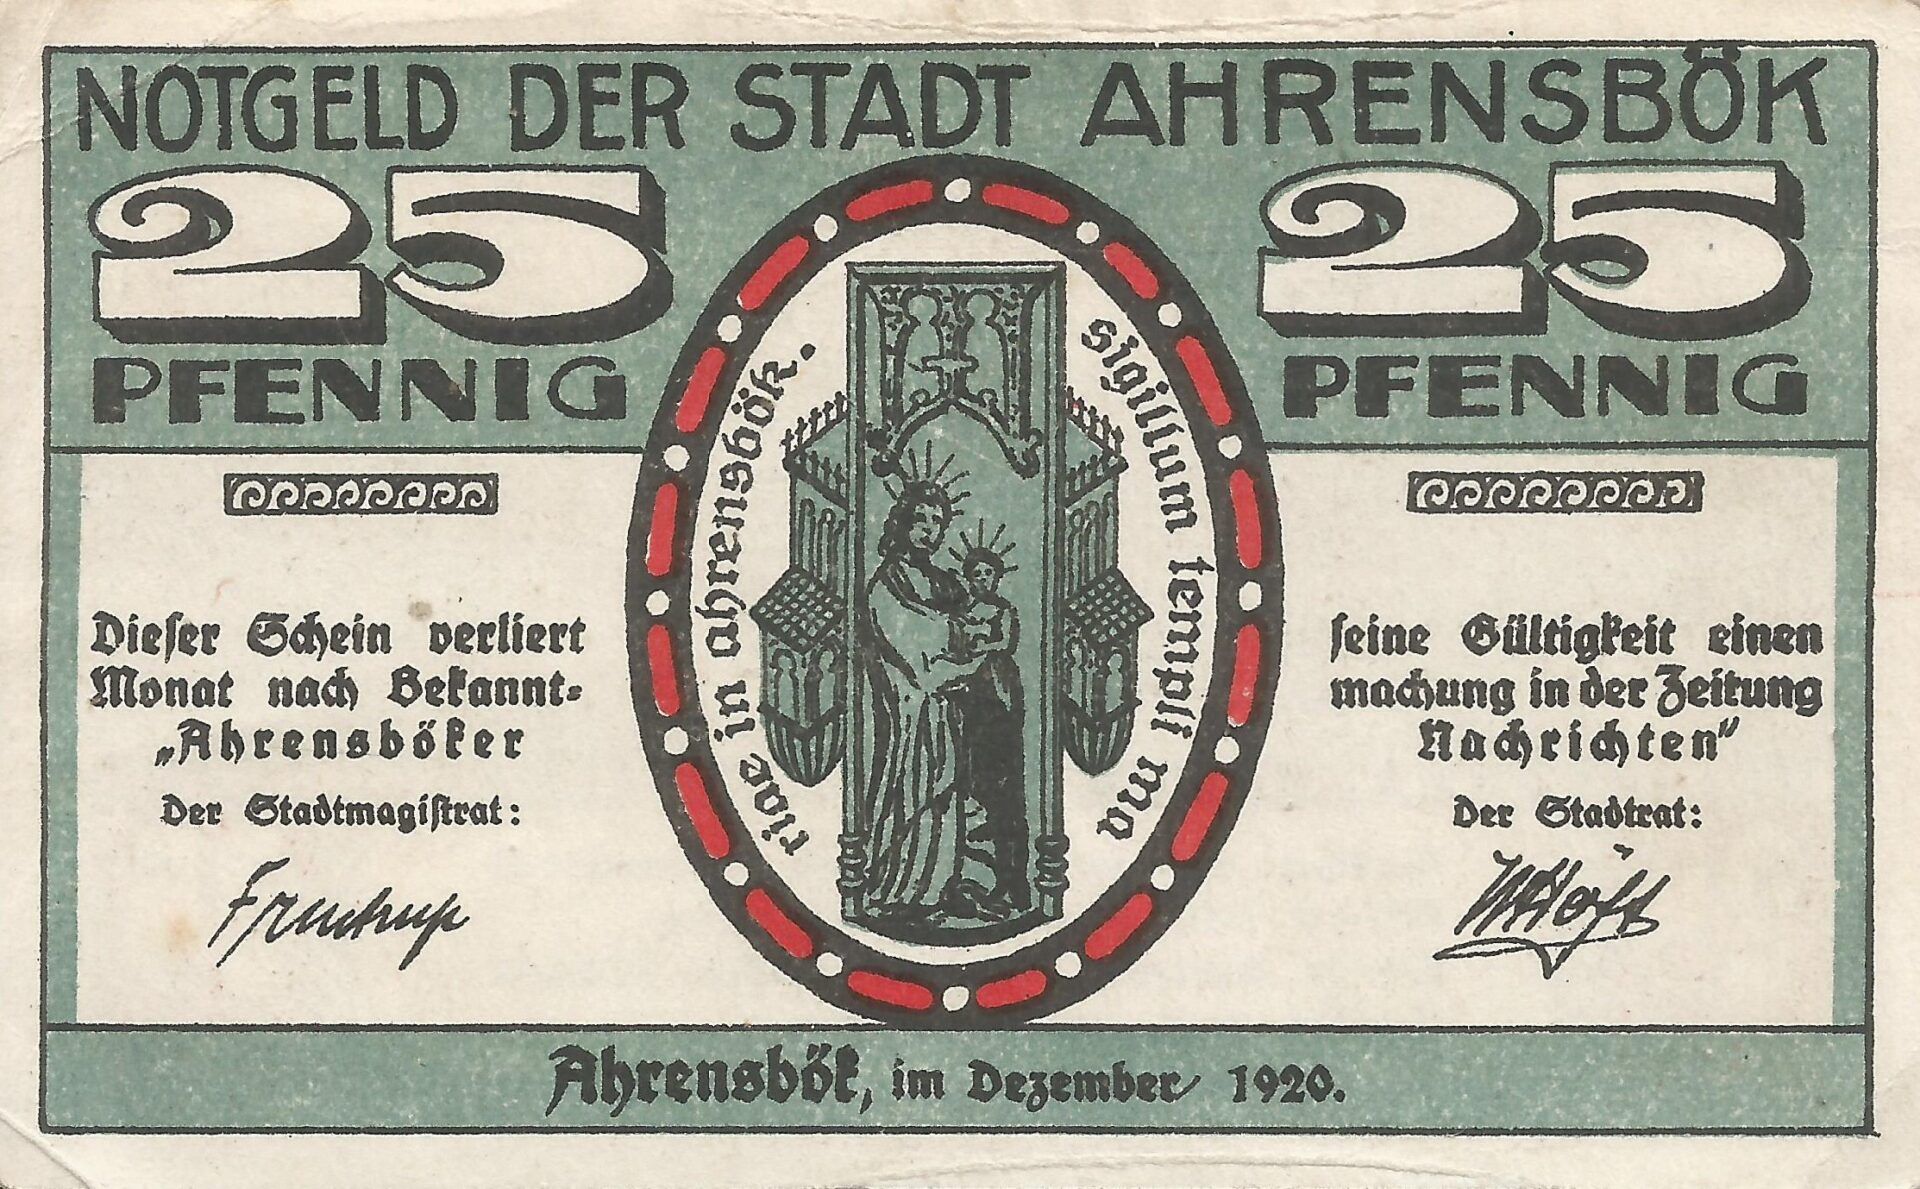 NOTGELD DER STADT AHRENSBÖK
25 25
PFENNIG PFENNIG
sigillum templi ma
riae in ahrensbök.
Dieser Schein verliert seine Gültigkeit einen
Monat nach Bekannt= machung in der Zeitung
„Ahrensböker Nachrichten"
Der Stadtmagistrat: Der Stadtrat:
Ahrensbök, im Dezember 1920.